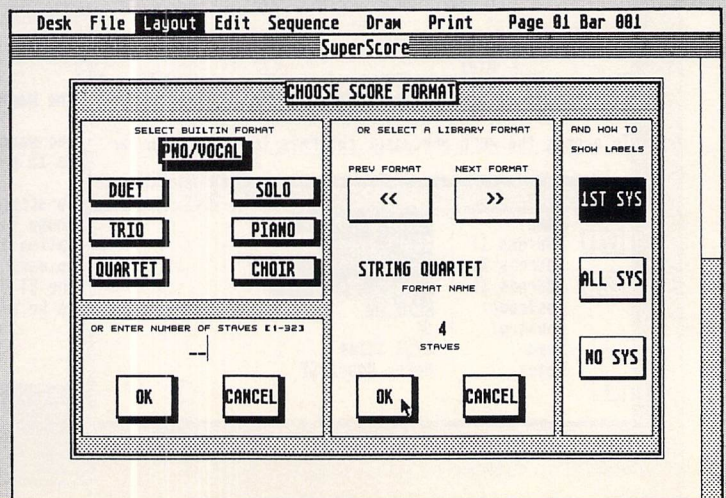 Desk File Layout Edit Sequence Draw Print Page 01 Bar 001
SuperScore
CHOOSE SCORE FORMAT
SELECT BUILTIN FORMAT
PNO/VOCAL
DUET SOLO
TRIO PIANO
QUARTET CHOIR
OR ENTER NUMBER OF STAVES [1-32]
--
OK CANCEL
OR SELECT A LIBRARY FORMAT
PREV FORMAT NEXT FORMAT
<< >>
STRING QUARTET
FORMAT NAME
4
STAVES
OK CANCEL
AND HOW TO
SHOW LABELS
1ST SYS
ALL SYS
NO SYS